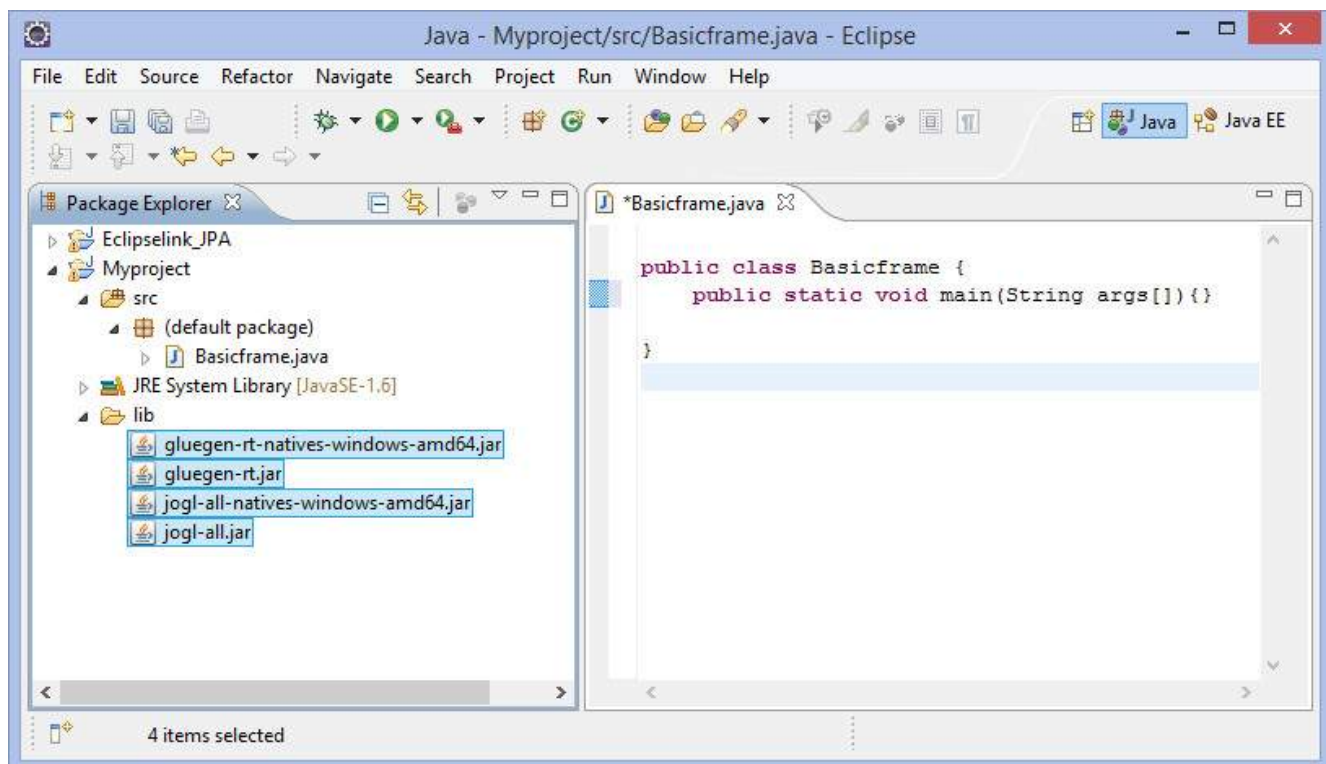 Java - Myproject/src/Basicframe.java - Eclipse
File Edit Source Refactor Navigate Search Project Run Window Help
Java Java EE
Package Explorer
Eclipselink_JPA
Myproject
src
(default package)
Basicframe.java
JRE System Library [JavaSE-1.6]
lib
gluegen-rt-natives-windows-amd64.jar
gluegen-rt.jar
jogl-all-natives-windows-amd64.jar
jogl-all.jar
*Basicframe.java
public class Basicframe {
public static void main(String args[]){}
}
4 items selected